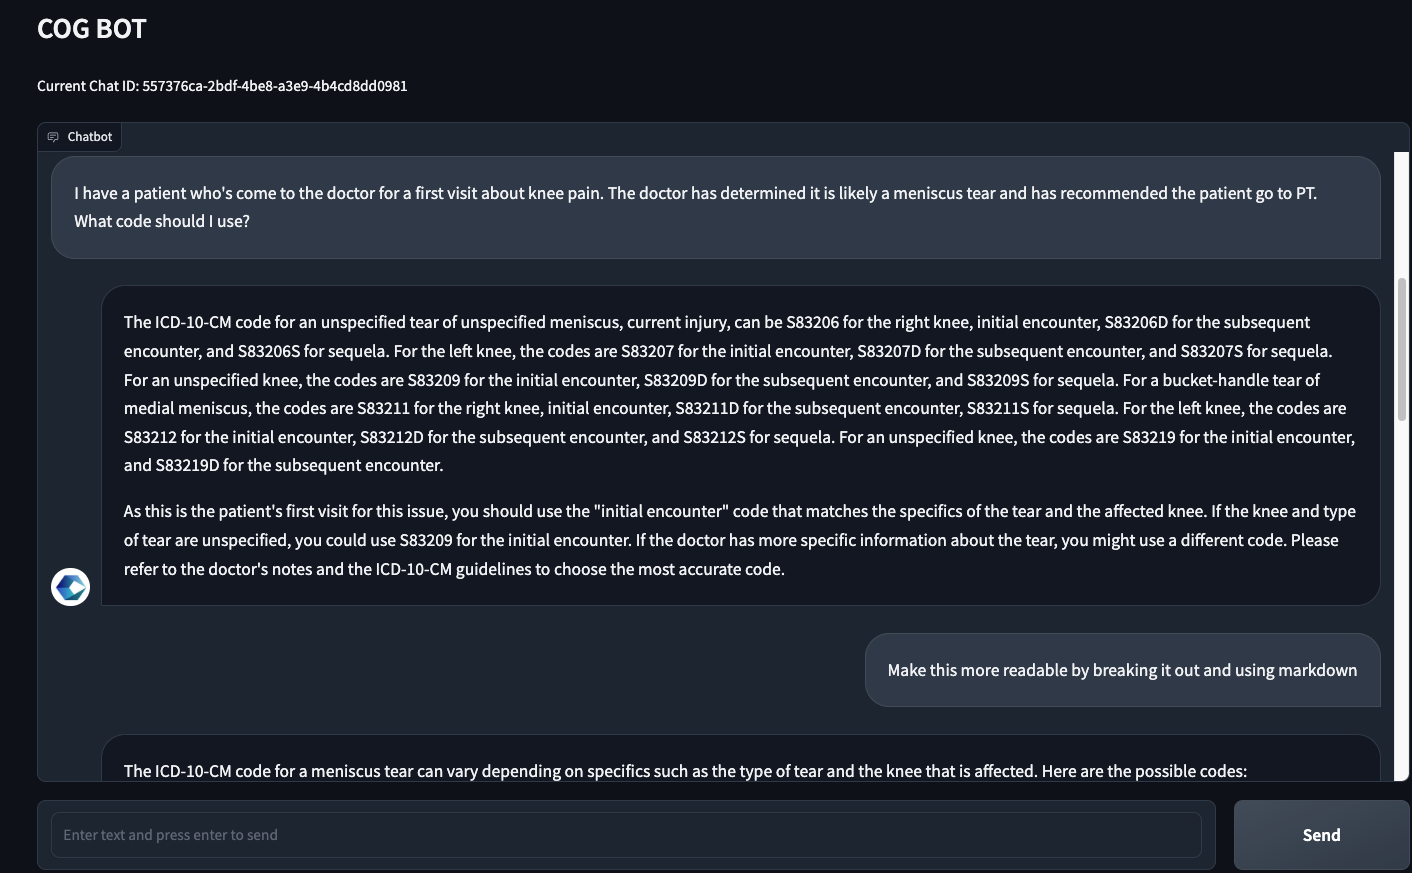 COG BOT
Current Chat ID: 557376ca-2bdf-4be8-a3e9-4b4cd8dd0981
Chatbot
I have a patient who's come to the doctor for a first visit about knee pain. The doctor has determined it is likely a meniscus tear and has recommended the patient go to PT.
What code should I use?
The ICD-10-CM code for an unspecified tear of unspecified meniscus, current injury, can be S83206 for the right knee, initial encounter, S83206D for the subsequent
encounter, and S83206S for sequela. For the left knee, the codes are S83207 for the initial encounter, S83207D for the subsequent encounter, and S83207S for sequela.
For an unspecified knee, the codes are S83209 for the initial encounter, S83209D for the subsequent encounter, and S83209S for sequela. For a bucket-handle tear of
medial meniscus, the codes are S83211 for the right knee, initial encounter, S83211D for the subsequent encounter, S83211S for sequela. For the left knee, the codes are
S83212 for the initial encounter, S83212D for the subsequent encounter, and S83212S for sequela. For an unspecified knee, the codes are S83219 for the initial encounter,
and S83219D for the subsequent encounter.
As this is the patient's first visit for this issue, you should use the "initial encounter" code that matches the specifics of the tear and the affected knee. If the knee and type
of tear are unspecified, you could use S83209 for the initial encounter. If the doctor has more specific information about the tear, you might use a different code. Please
refer to the doctor's notes and the ICD-10-CM guidelines to choose the most accurate code.
Make this more readable by breaking it out and using markdown
The ICD-10-CM code for a meniscus tear can vary depending on specifics such as the type of tear and the knee that is affected. Here are the possible codes:
Enter text and press enter to send
Send